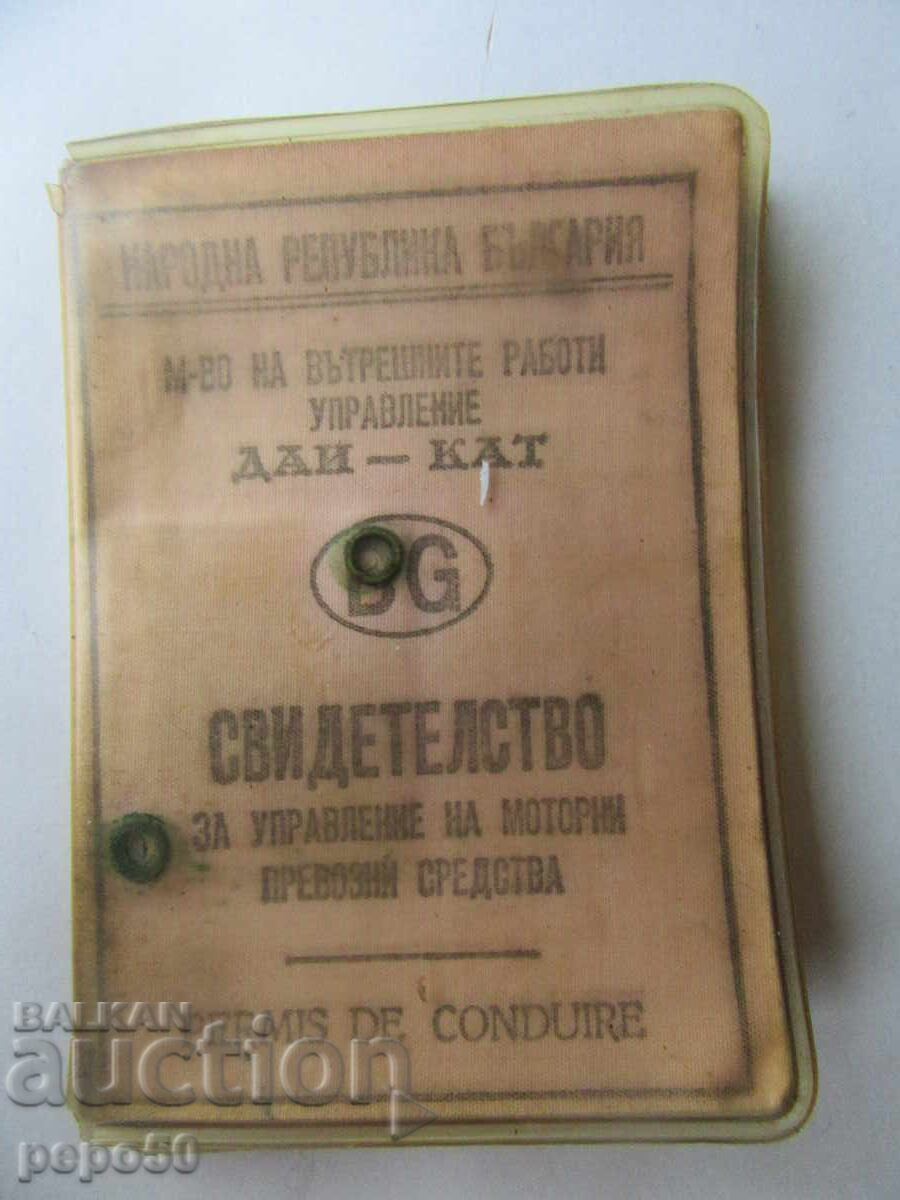 НАРОДНА РЕПУБЛИКА БЪЛГАРИЯ
М-ВО НА ВЪТРЕШНИТЕ РАБОТИ
УПРАВЛЕНИЕ
ДАИ — КАТ
BG
СВИДЕТЕЛСТВО
ЗА УПРАВЛЕНИЕ НА МОТОРНИ
ПРЕВОЗНИ СРЕДСТВА
PERMIS DE CONDUIRE
BALKAN
auction
pepo50